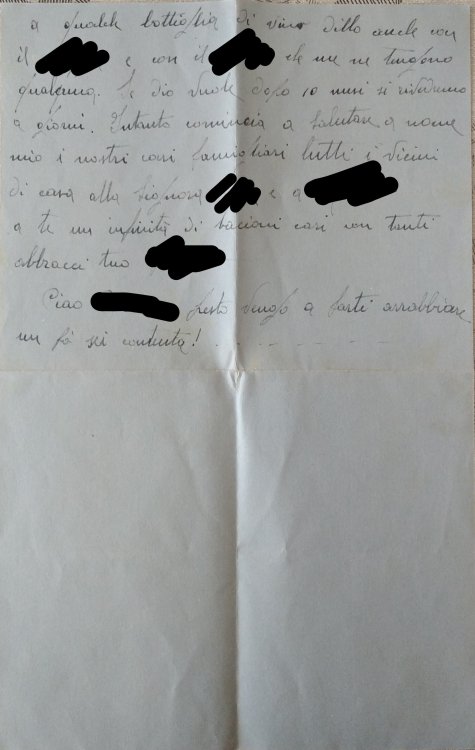 a qualche bottiglia di vino dillo anche con
il e con il che me ne tengono
qualcuna. Se dio vuole dopo 10 mesi si rivedremo
a giorni. Intanto comincia a salutare a nome
mio i nostri cari famigliari tutti i vicini
di casa alla Signora e a
a te un infinità di bacioni cari con tanti
abbracci tuo
Ciao presto vengo a farti arrabbiare
un pò sei contenta!